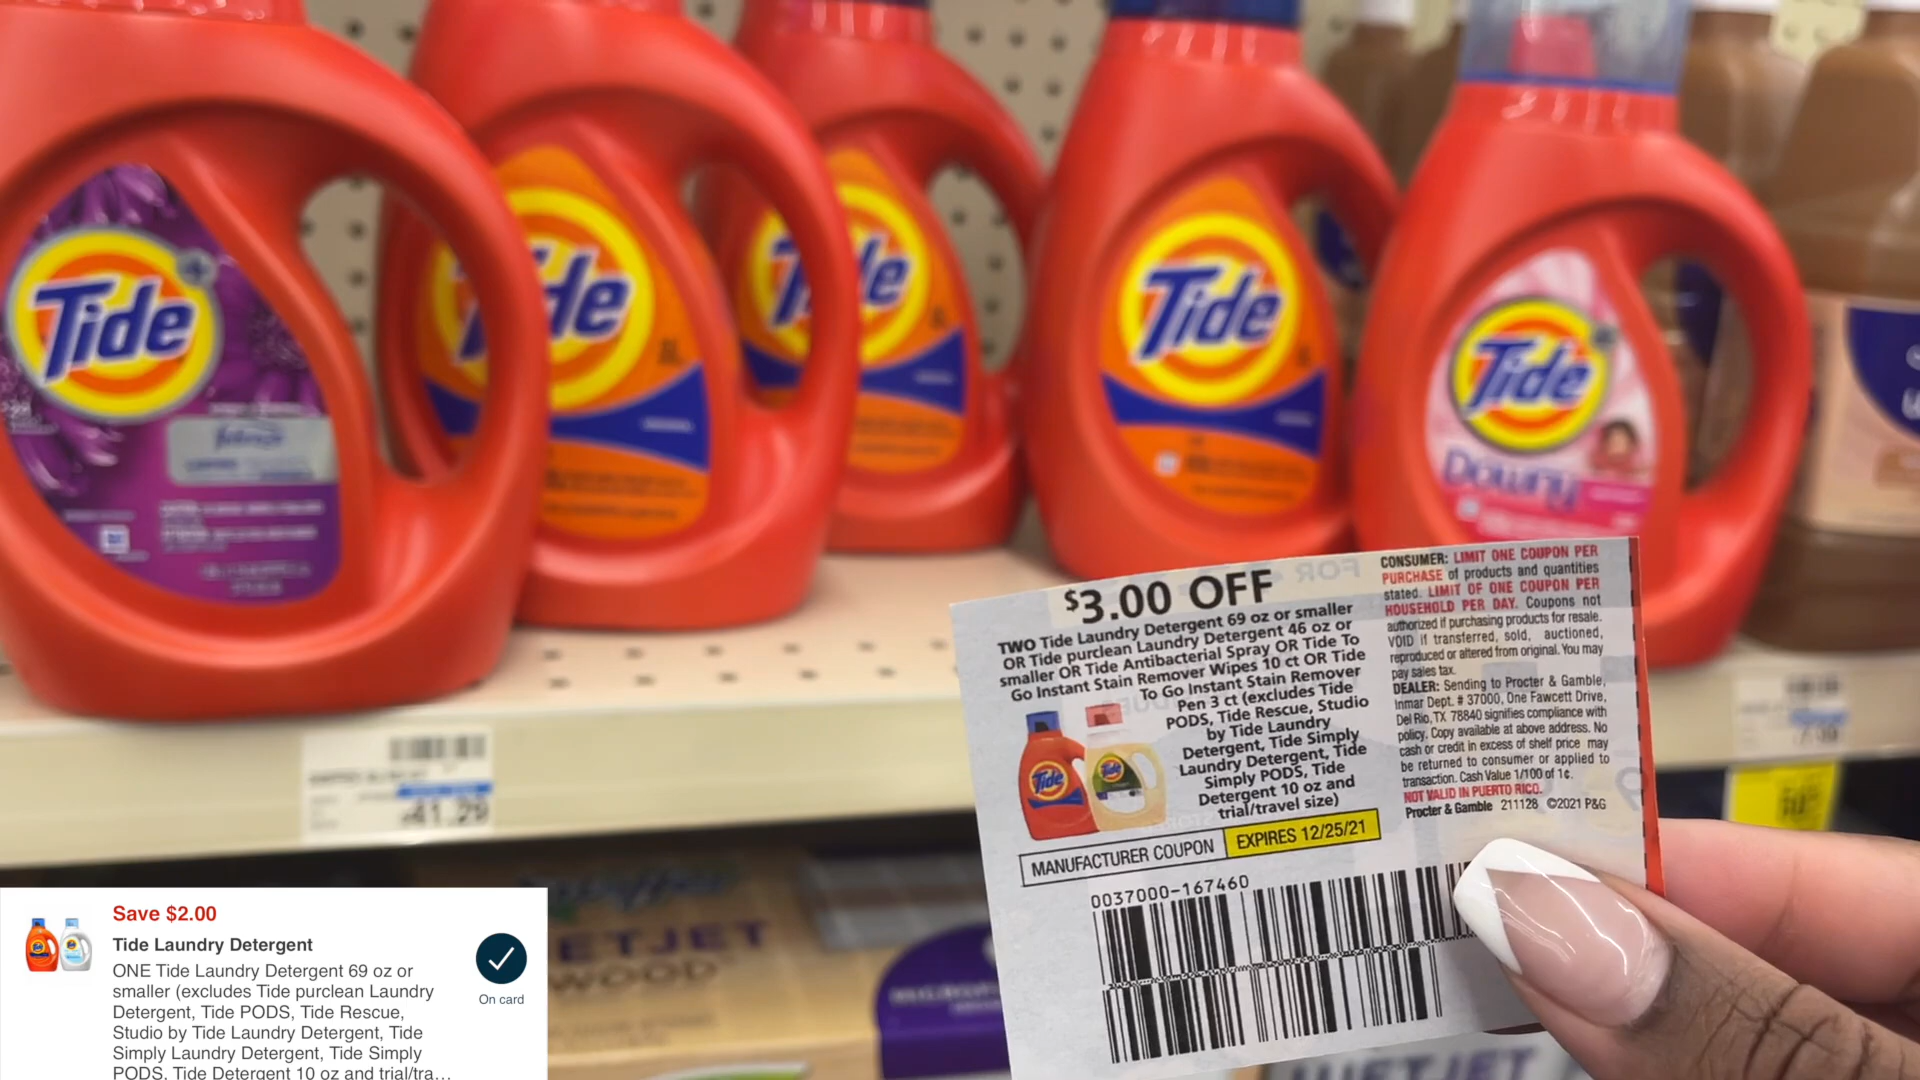 Tide
Tide
Tide
Tide
Tide
Downy
41.29
$3.00 OFF
TWO Tide Laundry Detergent 69 oz or smaller
OR Tide purclean Laundry Detergent 46 oz or
smaller OR Tide Antibacterial Spray OR Tide To
Go Instant Stain Remover Wipes 10 ct OR Tide
To Go Instant Stain Remover
Pen 3 ct (excludes Tide
PODS, Tide Rescue, Studio
by Tide Laundry
Detergent, Tide Simply
Laundry Detergent, Tide
Simply PODS, Tide
Detergent 10 oz and
trial/travel size)
MANUFACTURER COUPON EXPIRES 12/25/21
0037000-167460
CONSUMER: LIMIT ONE COUPON PER
PURCHASE of products and quantities
stated. LIMIT OF ONE COUPON PER
HOUSEHOLD PER DAY. Coupons not
authorized if purchasing products for resale.
VOID if transferred, sold, auctioned,
reproduced or altered from original. You may
pay sales tax.
DEALER: Sending to Procter & Gamble,
Inmar Dept. # 37000, One Fawcett Drive,
Del Rio, TX 78840 signifies compliance with
policy. Copy available at above address. No
cash or credit in excess of shelf price may
be returned to consumer or applied to
transaction. Cash Value 1/100 of 1¢.
NOT VALID IN PUERTO RICO.
Procter & Gamble 211128 ©2021 P&G
Tide
Tide
ETJET
WOOD
Save $2.00
Tide Laundry Detergent
ONE Tide Laundry Detergent 69 oz or
smaller (excludes Tide purclean Laundry
Detergent, Tide PODS, Tide Rescue,
Studio by Tide Laundry Detergent, Tide
Simply Laundry Detergent, Tide Simply
PODS, Tide Detergent 10 oz and trial/tra...
On card